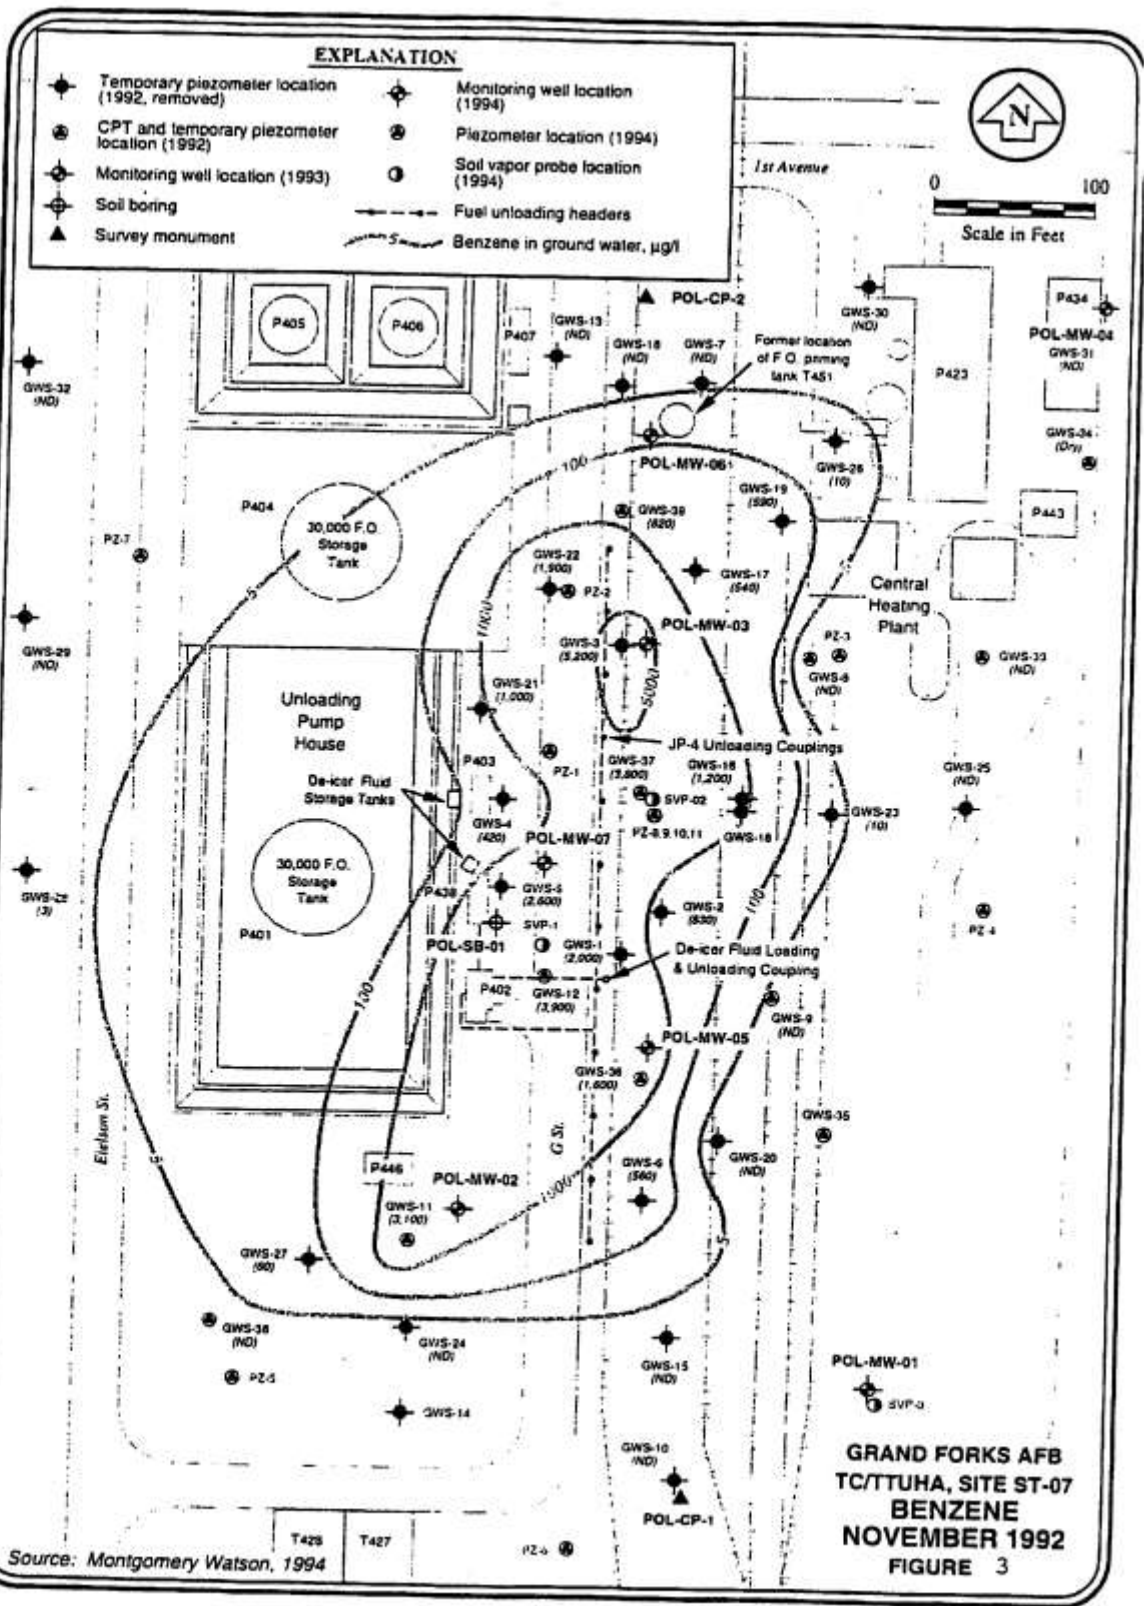 EXPLANATION
Temporary piezometer location
(1992, removed)
CPT and temporary piezometer
location (1992)
Monitoring well location (1993)
Soil boring
Survey monument
Monitoring well location
(1994)
Piezometer location (1994)
Soil vapor probe location
(1994)
Fuel unloading headers
5
Benzene in ground water, µg/l
N
1st Avenue
0 100
Scale in Feet
P405
P406
P407
POL-CP-2
GWS-13
(ND)
GWS-18
(ND)
GWS-7
(ND)
Former location
of F.O. priming
tank T451
GWS-30
(ND)
P423
P434
POL-MW-04
GWS-31
(ND)
GWS-34
(Dry)
P443
GWS-32
(ND)
5
100
POL-MW-06
GWS-26
(10)
GWS-19
(590)
P404
30,000 F.O.
Storage
Tank
PZ-7
GWS-39
(820)
GWS-22
(1,900)
PZ-2
GWS-17
(540)
5
Central
Heating
Plant
5
1000
POL-MW-03
GWS-3
(5,200)
5000
PZ-3
GWS-8
(ND)
GWS-33
(ND)
GWS-29
(ND)
GWS-21
(1,000)
Unloading
Pump
House
P403
PZ-1
JP-4 Unloading Couplings
GWS-37
(3,800)
GWS-16
(1,200)
GWS-25
(ND)
De-icer Fluid
Storage Tanks
SVP-02
GWS-4
(420)
PZ-8,9,10,11
GWS-18
GWS-23
(10)
POL-MW-07
30,000 F.O.
Storage
Tank
P438
GWS-5
(2,600)
GWS-28
(3)
P401
GWS-2
(830)
100
PZ-4
POL-SB-01
SVP-1
GWS-1
(2,000)
De-icer Fluid Loading
& Unloading Coupling
P402
GWS-12
(3,900)
100
GWS-9
(ND)
POL-MW-05
GWS-36
(1,600)
Eielson St.
G St.
GWS-35
5
P446
POL-MW-02
GWS-11
(3,100)
1000
GWS-6
(560)
GWS-20
(ND)
5
GWS-27
(60)
GWS-38
(ND)
GWS-24
(ND)
PZ-5
GWS-14
GWS-15
(ND)
POL-MW-01
SVP-3
GWS-10
(ND)
POL-CP-1
GRAND FORKS AFB
TC/TTUHA, SITE ST-07
BENZENE
NOVEMBER 1992
FIGURE 3
T426
T427
PZ-6
Source: Montgomery Watson, 1994